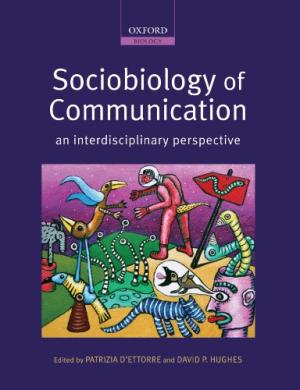 OXFORD
BIOLOGY
Sociobiology of
Communication
an interdisciplinary perspective
Edited by PATRIZIA D'ETTORRE and DAVID P. HUGHES